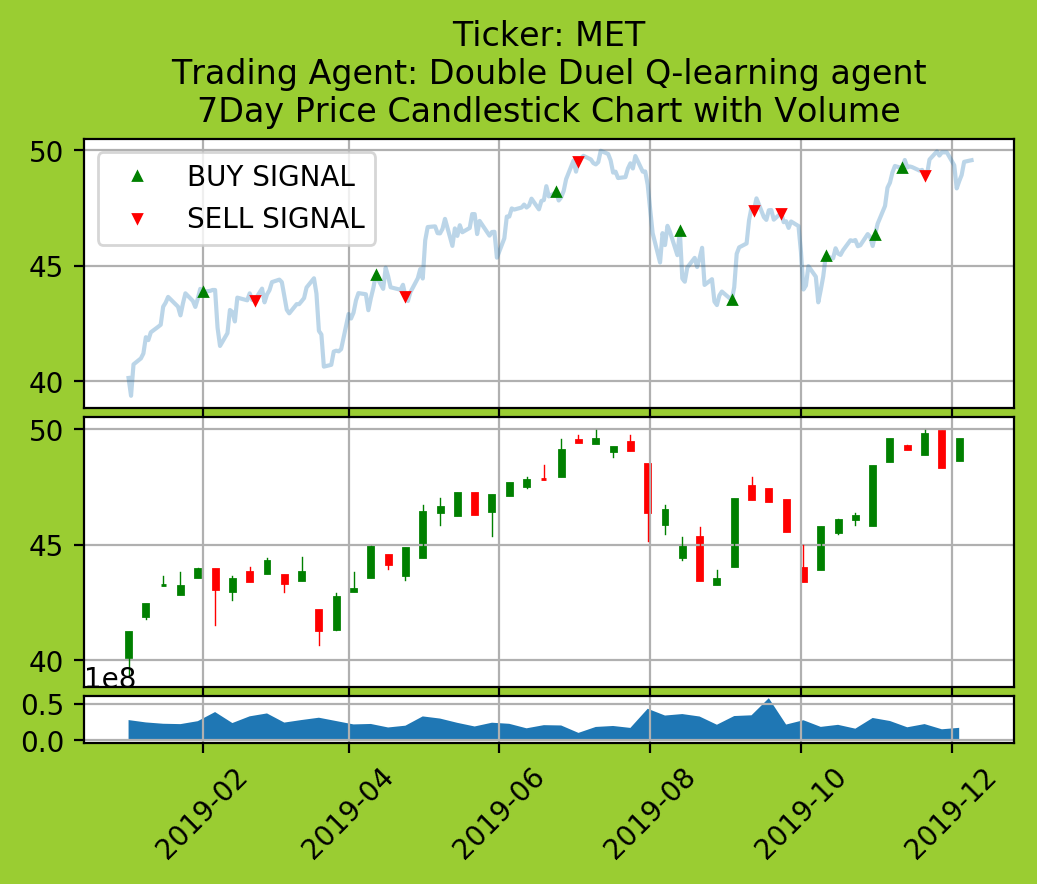 Ticker: MET
Trading Agent: Double Duel Q-learning agent
7Day Price Candlestick Chart with Volume
50
BUY SIGNAL
SELL SIGNAL
45
40
50
45
40
1e8
0.5
0.0
2019-02
2019-04
2019-06
2019-08
2019-10
2019-12